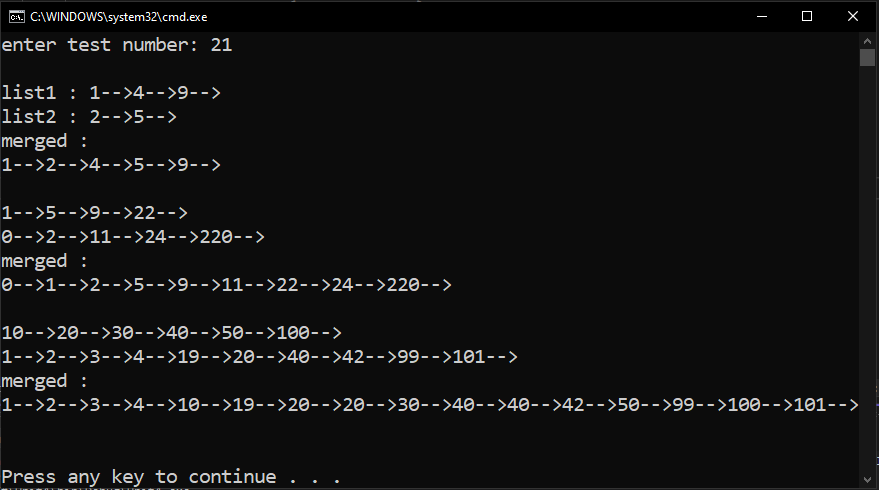 C:\WINDOWS\system32\cmd.exe
enter test number: 21
list1 : 1-->4-->9-->
list2 : 2-->5-->
merged :
1-->2-->4-->5-->9-->
1-->5-->9-->22-->
0-->2-->11-->24-->220-->
merged :
0-->1-->2-->5-->9-->11-->22-->24-->220-->
10-->20-->30-->40-->50-->100-->
1-->2-->3-->4-->19-->20-->40-->42-->99-->101-->
merged :
1-->2-->3-->4-->10-->19-->20-->20-->30-->40-->40-->42-->50-->99-->100-->101-->
Press any key to continue . . .